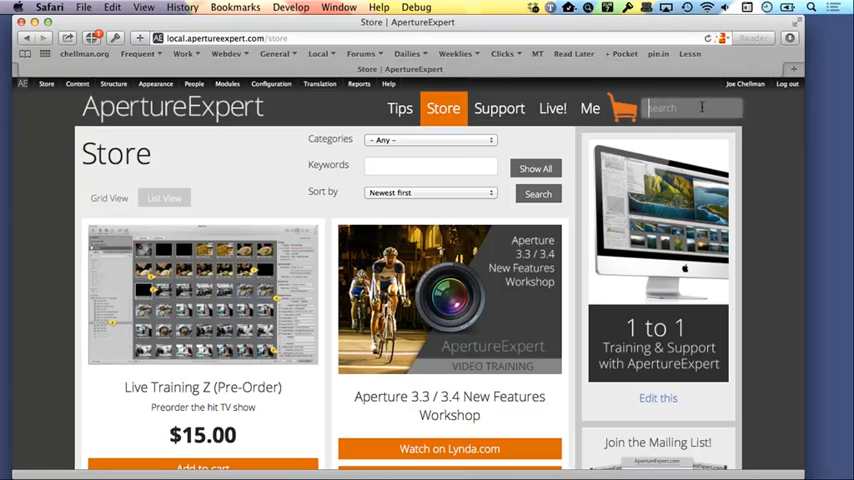 Safari File Edit View History Bookmarks Develop Window Help Debug
Store | ApertureExpert
local.apertureexpert.com/store
Reader
chellman.org Frequent Work Webdev General Local Forums Dailies Weeklies Clicks MT Read Later + Pocket pin.in Lessn
Store | ApertureExpert
AE Store Content Structure Appearance People Modules Configuration Translation Reports Help Joe Chellman Log out
ApertureExpert
Tips Store Support Live! Me
search
Store
Categories
- Any -
Keywords
Show All
Sort by
Newest first
Search
Grid View List View
Live Training Z (Pre-Order)
Preorder the hit TV show
$15.00
Add to cart
Aperture
3.3 / 3.4
New Features
Workshop
ApertureExpert
VIDEO TRAINING
Aperture 3.3 / 3.4 New Features
Workshop
Watch on Lynda.com
1 to 1
Training & Support
with ApertureExpert
Edit this
Join the Mailing List!
ApertureExpert.com